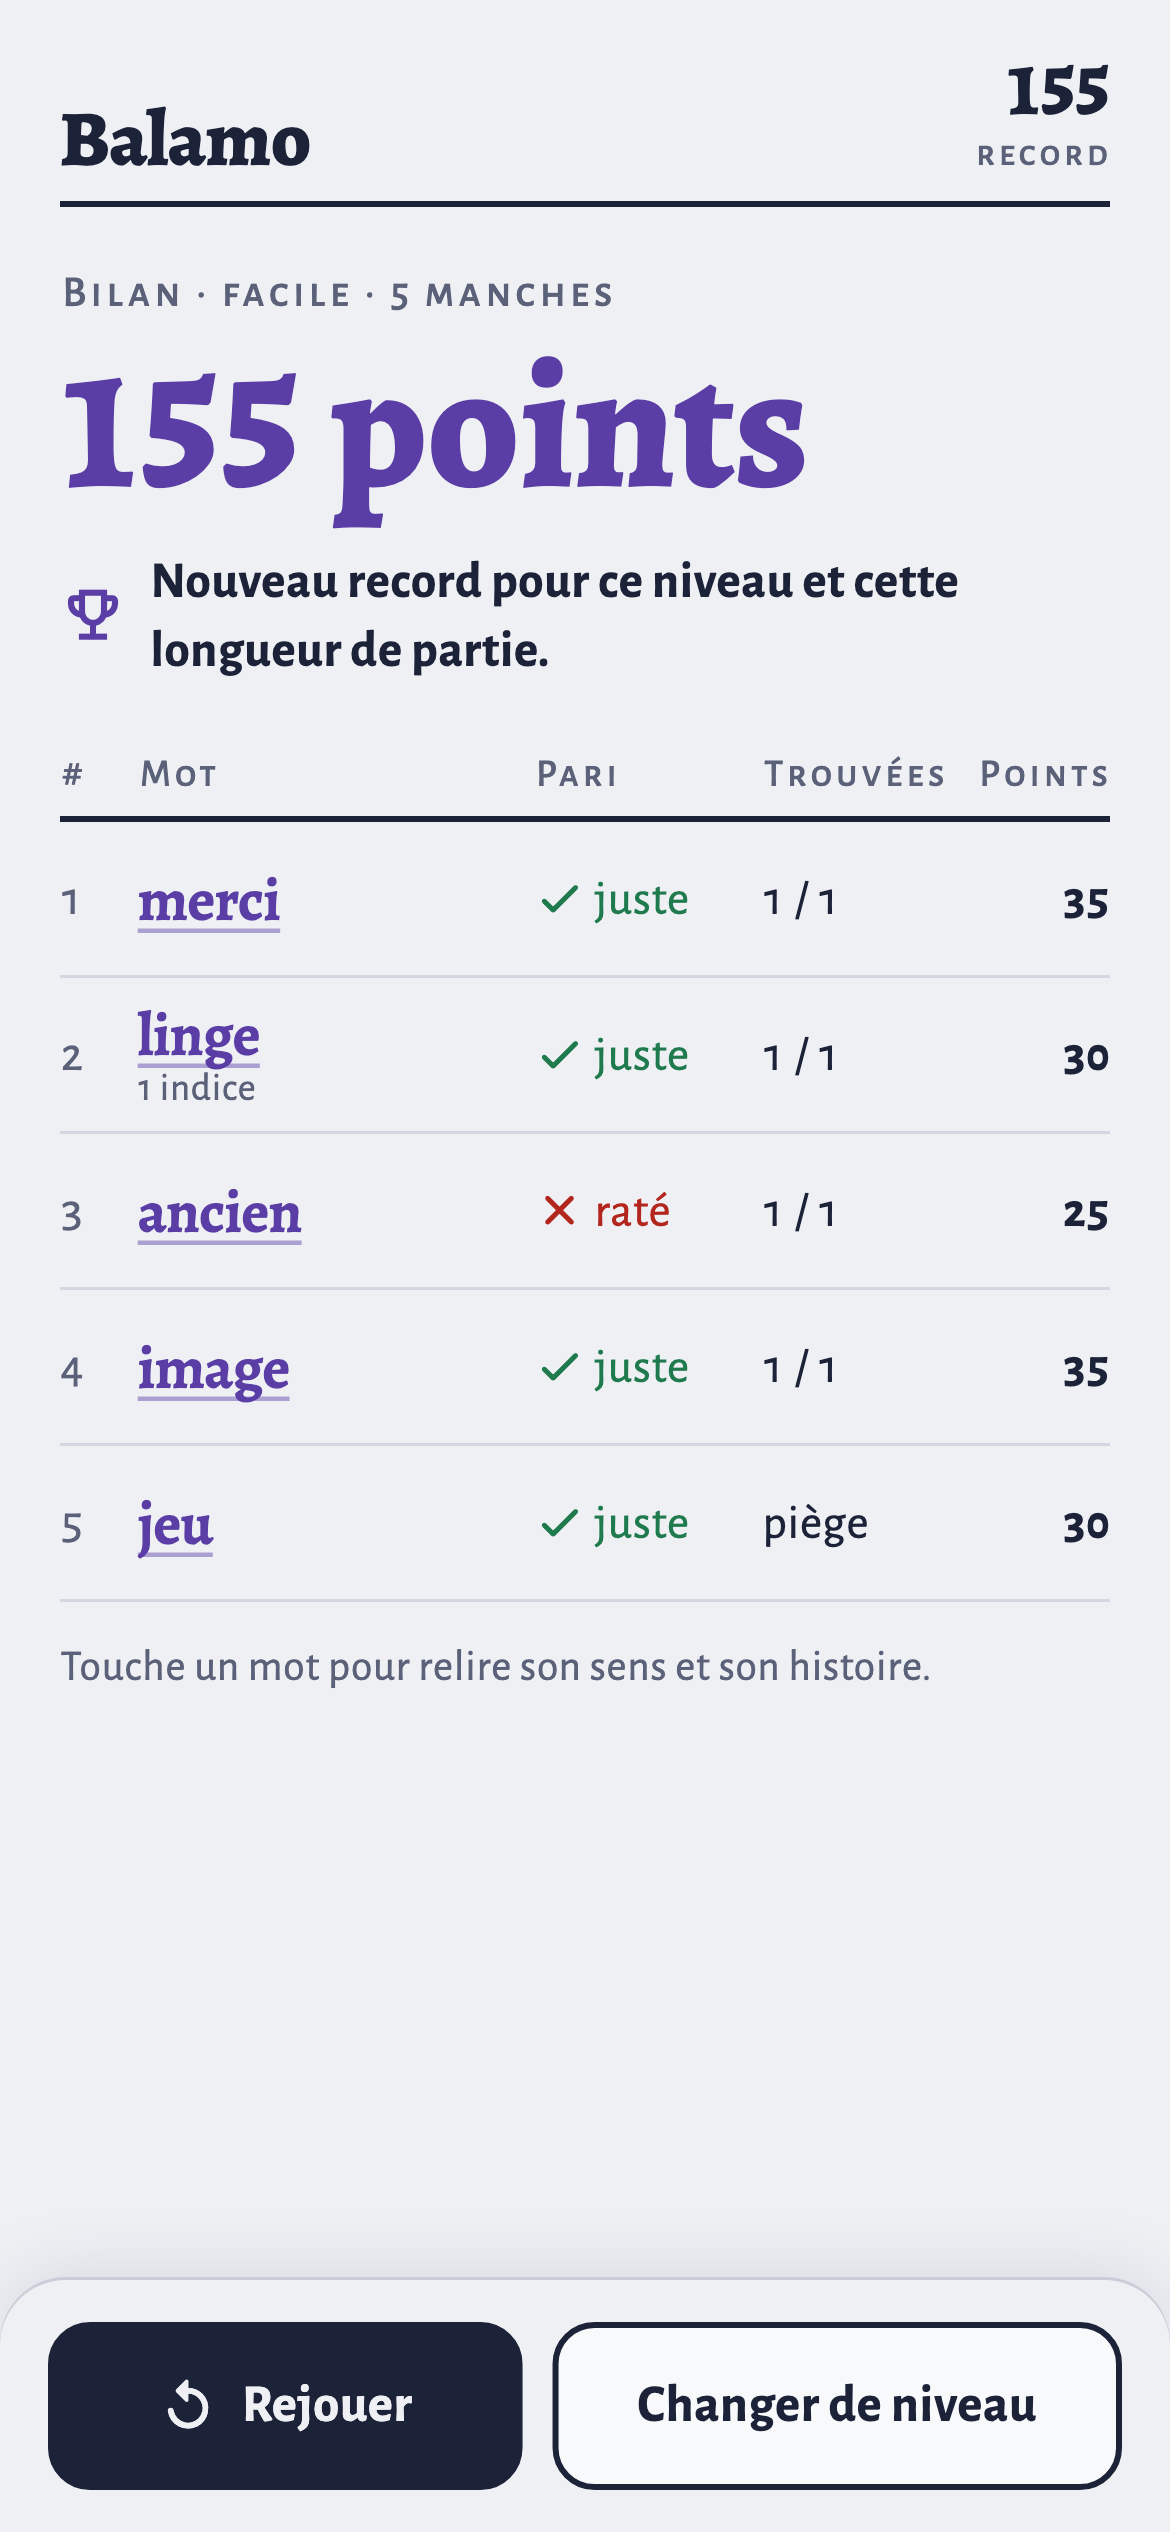 Balamo
155
RECORD
BILAN · FACILE · 5 MANCHES
155 points
Nouveau record pour ce niveau et cette
longueur de partie.
# MOT PARI TROUVÉES POINTS
1 merci juste 1 / 1 35
2 linge juste 1 / 1 30
1 indice
3 ancien raté 1 / 1 25
4 image juste 1 / 1 35
5 jeu juste piège 30
Touche un mot pour relire son sens et son histoire.
Rejouer
Changer de niveau